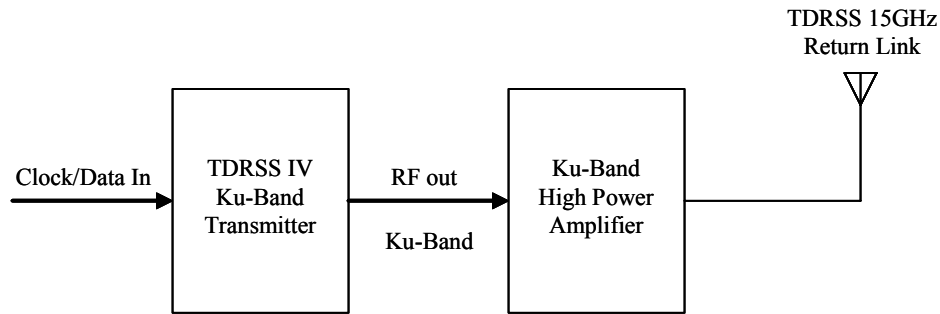 TDRSS 15GHz
Return Link
Clock/Data In
TDRSS IV
Ku-Band
Transmitter
RF out
Ku-Band
Ku-Band
High Power
Amplifier